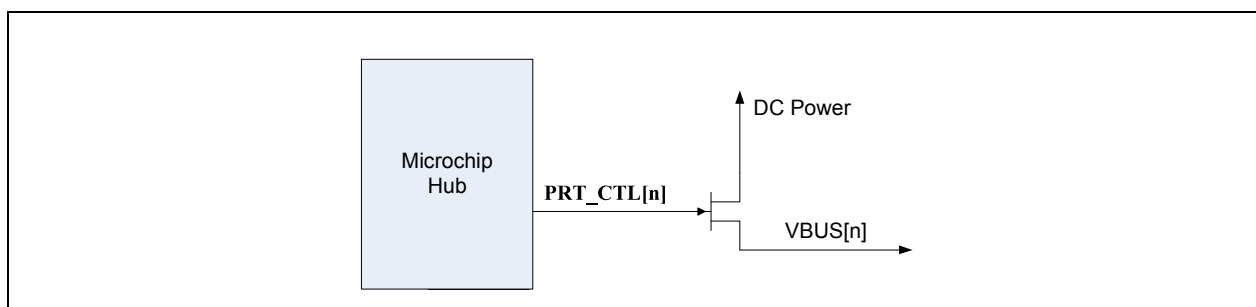 Microchip
Hub
PRT_CTL[n]
DC Power
VBUS[n]